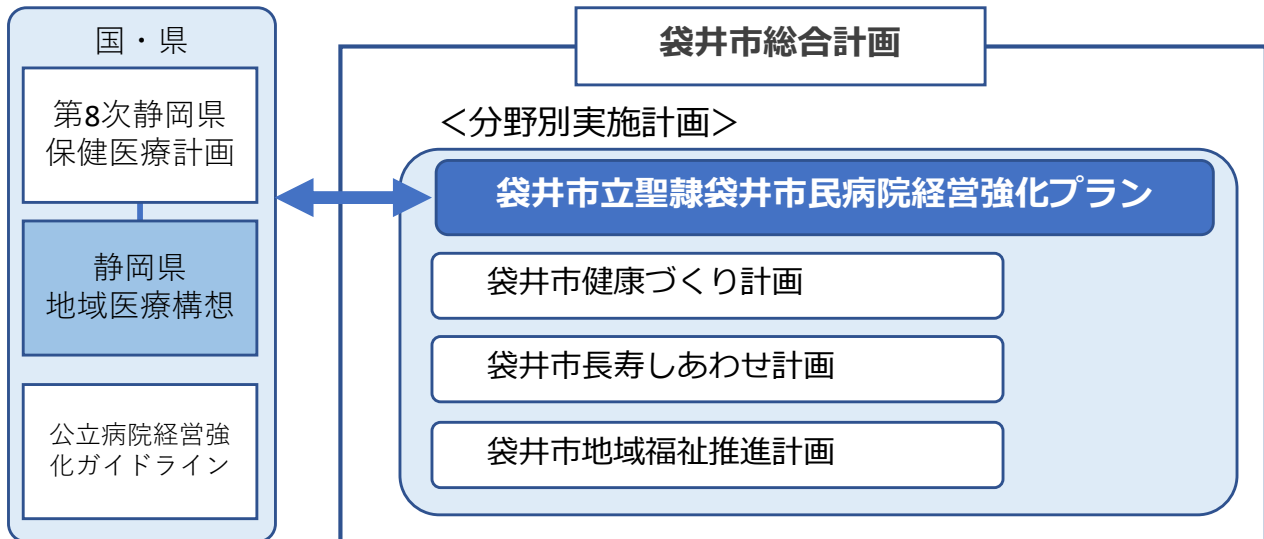 国・県
第8次静岡県
保健医療計画
静岡県
地域医療構想
公立病院経営強
化ガイドライン
袋井市総合計画
＜分野別実施計画＞
袋井市立聖隷袋井市民病院経営強化プラン
袋井市健康づくり計画
袋井市長寿しあわせ計画
袋井市地域福祉推進計画